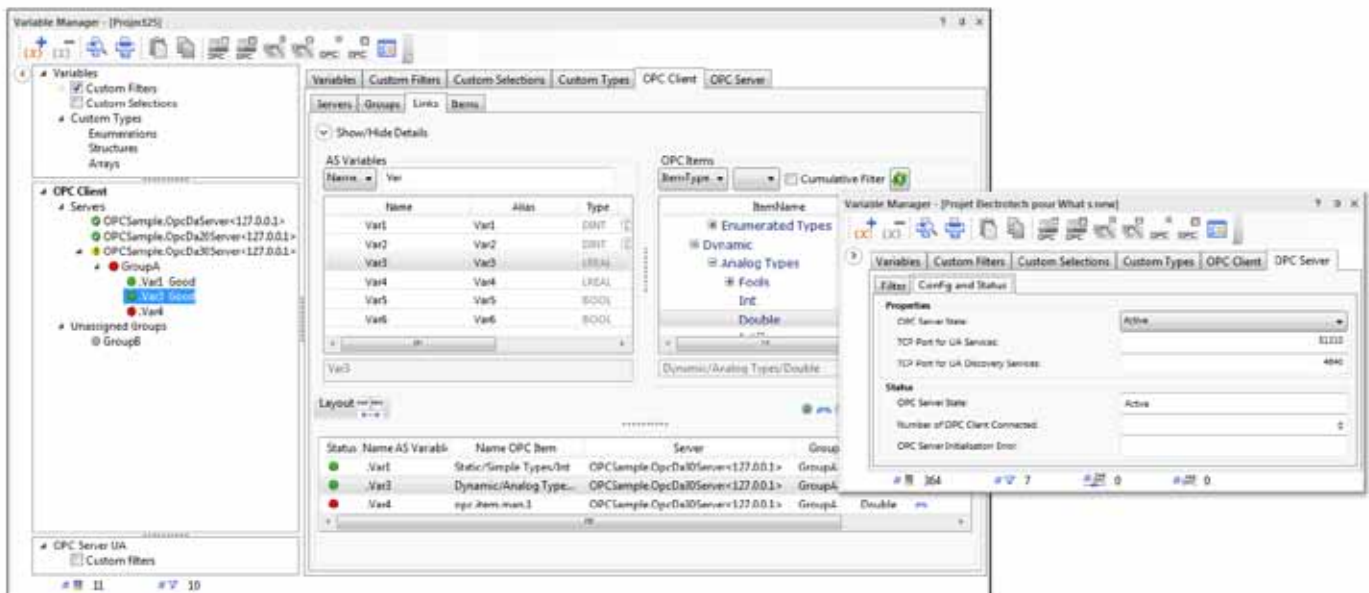 Variable Manager - [Project25]
Variables
Custom Filters
Custom Selections
Custom Types
Enumerations
Structures
Arrays
OPC Client
Servers
OPCSample.OpcDaServer<127.0.0.1>
OPCSample.OpcDa20Server<127.0.0.1>
OPCSample.OpcDa30Server<127.0.0.1>
GroupA
.Var1 Good
.Var3 Good
.Var4
Unassigned Groups
GroupB
OPC Server UA
Custom filters
11 10
Variables Custom Filters Custom Selections Custom Types OPC Client OPC Server
Servers Groups Links Items
Show/Hide Details
AS Variables
Name Var
Name Alias Type
Var1 Var1 DINT
Var2 Var2 DINT
Var3 Var3 LREAL
Var4 Var4 LREAL
Var5 Var5 BOOL
Var6 Var6 BOOL
Var3
OPC Items
ItemType Cumulative Filter
ItemName
Enumerated Types
Dynamic
Analog Types
Fools
Int
Double
Dynamic/Analog Types/Double
Layout
Status Name AS Variabl Name OPC Item Server Group
.Var1 Static/Simple Types/Int OPCSample.OpcDa30Server<127.0.0.1> GroupA
.Var3 Dynamic/Analog Type... OPCSample.OpcDa30Server<127.0.0.1> GroupA
.Var4 opc.item.man.1 OPCSample.OpcDa30Server<127.0.0.1> GroupA Double
Variable Manager - [Projet Electrotech pour What s new]
Variables Custom Filters Custom Selections Custom Types OPC Client OPC Server
Filter Config and Status
Properties
OPC Server State: Active
TCP Port for UA Services:
TCP Port for UA Discovery Services: 4840
Status
OPC Server State: Active
Number of OPC Client Connected:
OPC Server Initialisation Error:
364 7 0 0